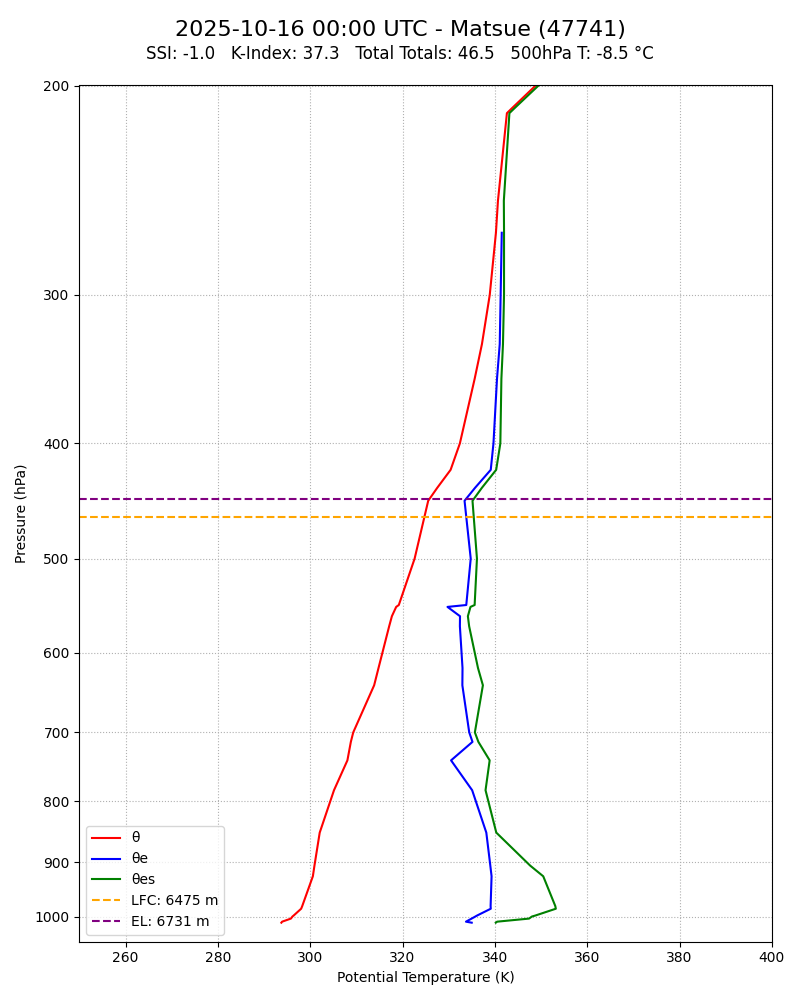 2025-10-16 00:00 UTC - Matsue (47741)
SSI: -1.0   K-Index: 37.3   Total Totals: 46.5   500hPa T: -8.5 °C
200
300
400
500
600
700
800
900
1000
Pressure (hPa)
θ
θe
θes
LFC: 6475 m
EL: 6731 m
260 280 300 320 340 360 380 400
Potential Temperature (K)